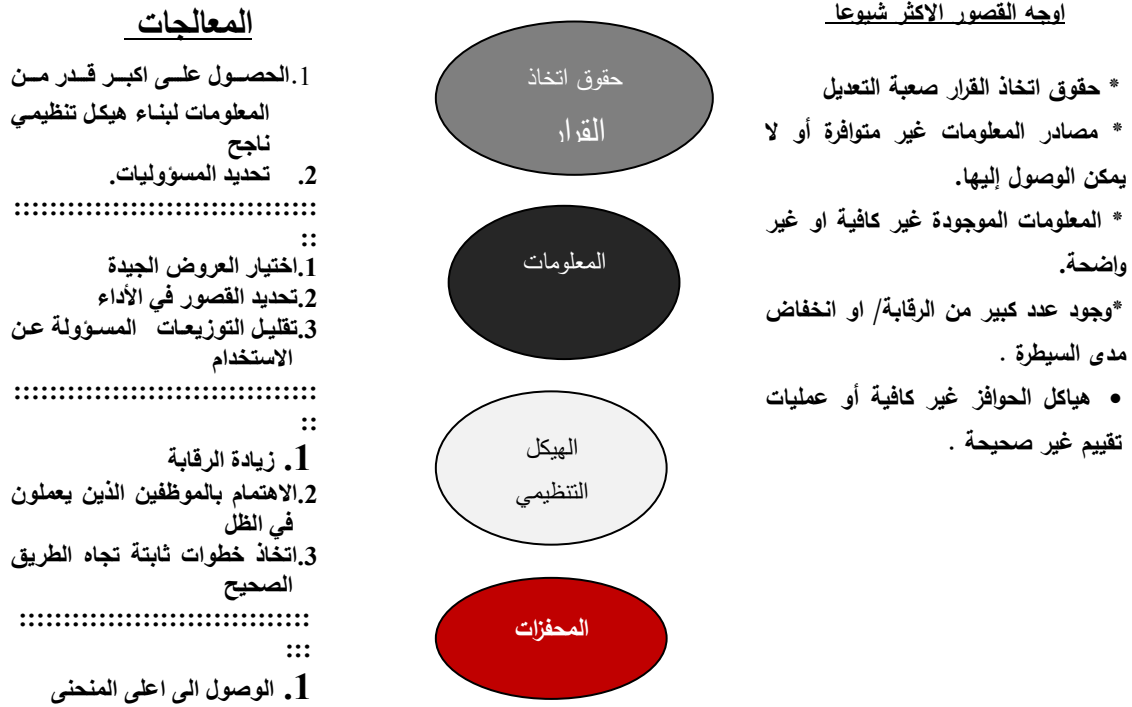 اوجه القصور الاكثر شيوعا
* حقوق اتخاذ القرار صعبة التعديل
* مصادر المعلومات غير متوافرة أو لا
يمكن الوصول إليها.
* المعلومات الموجودة غير كافية او غير
واضحة.
*وجود عدد كبير من الرقابة/ او انخفاض
مدى السيطرة .
• هياكل الحوافز غير كافية أو عمليات
تقييم غير صحيحة .
حقوق اتخاذ
القرار
المعلومات
الهيكل
التنظيمي
المحفزات
المعالجات
1.الحصول على اكبر قدر من
المعلومات لبناء هيكل تنظيمي
ناجح
2. تحديد المسؤوليات.
::::::::::::::::::::::::::::::::::
::
1.اختيار العروض الجيدة
2.تحديد القصور في الأداء
3.تقليل التوزيعات المسؤولة عن
الاستخدام
::::::::::::::::::::::::::::::::::
::
1. زيادة الرقابة
2.الاهتمام بالموظفين الذين يعملون
في الظل
3.اتخاذ خطوات ثابتة تجاه الطريق
الصحيح
:::::::::::::::::::::::::::::::::
:::
1. الوصول الى اعلى المنحنى